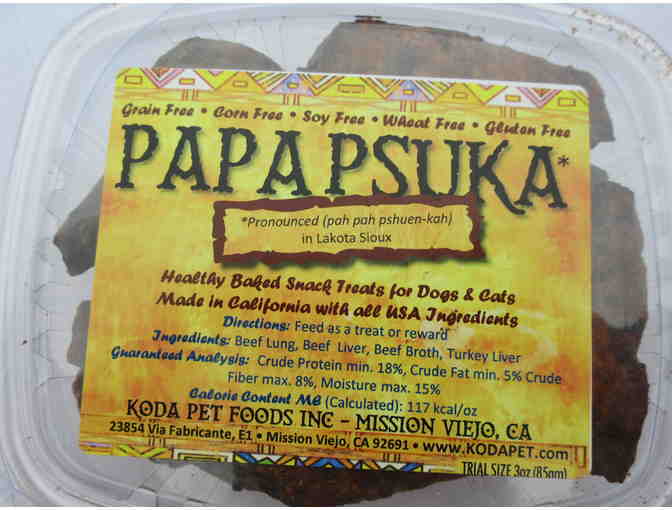 Grain Free • Corn Free • Soy Free • Wheat Free • Gluten Free
PAPA PSUKA*
*Pronounced (pah pah pshuen-kah)
in Lakota Sioux
Healthy Baked Snack Treats for Dogs & Cats
Made in California with all USA Ingredients
Directions: Feed as a treat or reward
Ingredients: Beef Lung, Beef Liver, Beef Broth, Turkey Liver
Guaranteed Analysis: Crude Protein min. 18%, Crude Fat min. 5% Crude
Fiber max. 8%, Moisture max. 15%
Calorie Content ME (Calculated): 117 kcal/oz
KODA PET FOODS INC - MISSION VIEJO, CA
23854 Via Fabricante, E1 • Mission Viejo, CA 92691 • www.KODAPET.com
TRIAL SIZE 3oz (85gm)